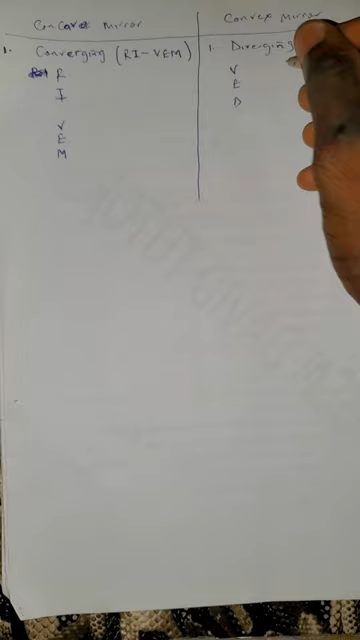 Concave Mirror
Convex Mirror
1. Converging (RI-VEM)
1. Diverging
R
I
V
E
M
V
E
D